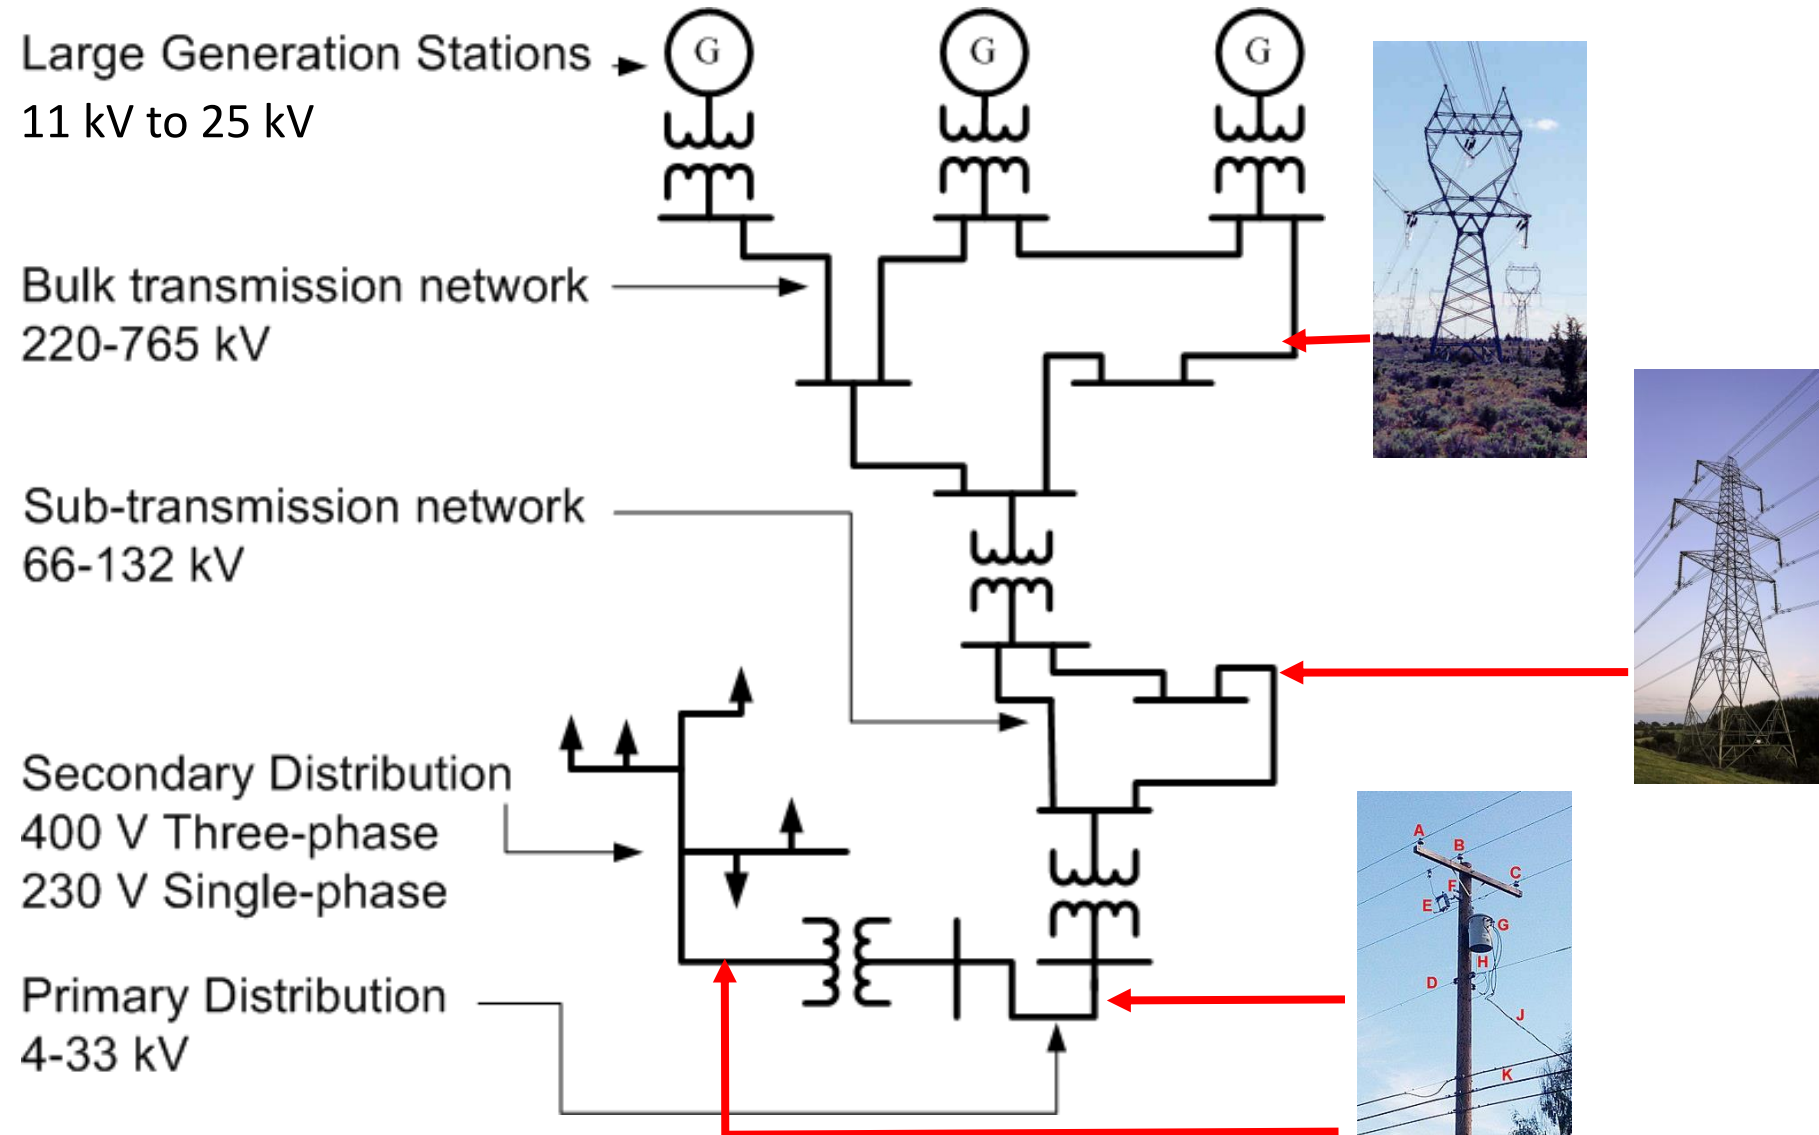 Large Generation Stations
11 kV to 25 kV
G
G
G
Bulk transmission network
220-765 kV
Sub-transmission network
66-132 kV
Secondary Distribution
400 V Three-phase
230 V Single-phase
Primary Distribution
4-33 kV
A
B
C
F
E
G
H
D
J
K